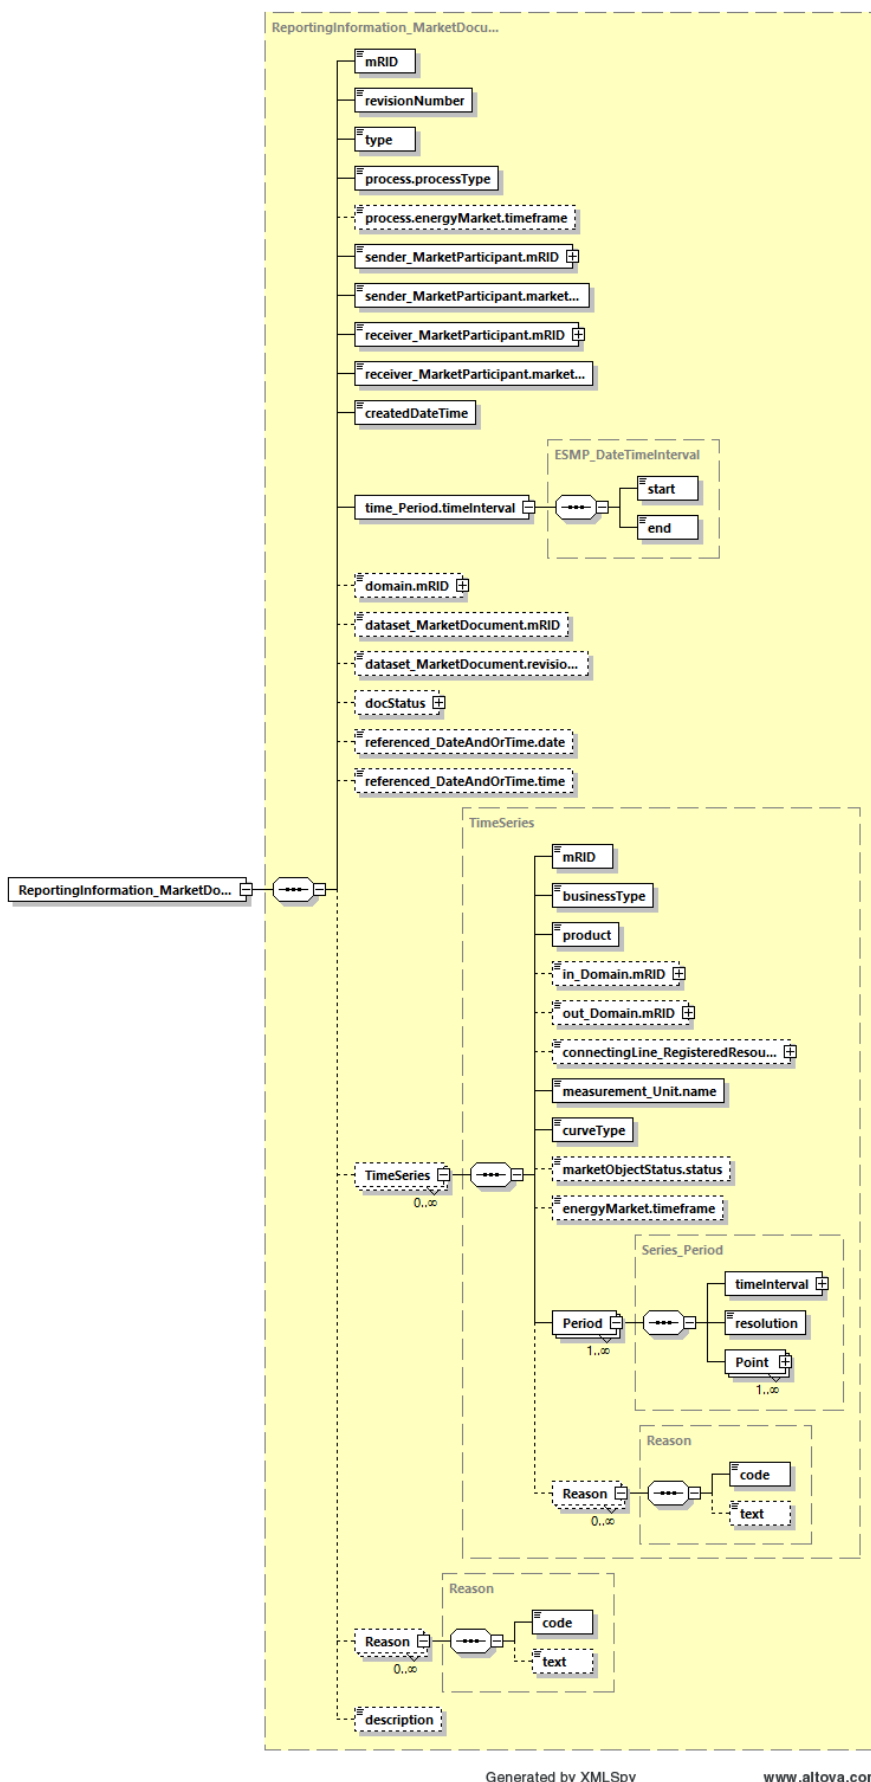 ReportingInformation_MarketDocu...
mRID
revisionNumber
type
process.processType
process.energyMarket.timeframe
sender_MarketParticipant.mRID
sender_MarketParticipant.market...
receiver_MarketParticipant.mRID
receiver_MarketParticipant.market...
createdDateTime
ESMP_DateTimeInterval
time_Period.timeInterval
start
end
domain.mRID
dataset_MarketDocument.mRID
dataset_MarketDocument.revisio...
docStatus
referenced_DateAndOrTime.date
referenced_DateAndOrTime.time
ReportingInformation_MarketDo...
TimeSeries
mRID
businessType
product
in_Domain.mRID
out_Domain.mRID
connectingLine_RegisteredResou...
measurement_Unit.name
curveType
TimeSeries
0..∞
marketObjectStatus.status
energyMarket.timeframe
Series_Period
Period
1..∞
timeInterval
resolution
Point
1..∞
Reason
Reason
0..∞
code
text
Reason
Reason
0..∞
code
text
description
Generated by XMLSpy
www.altova.com